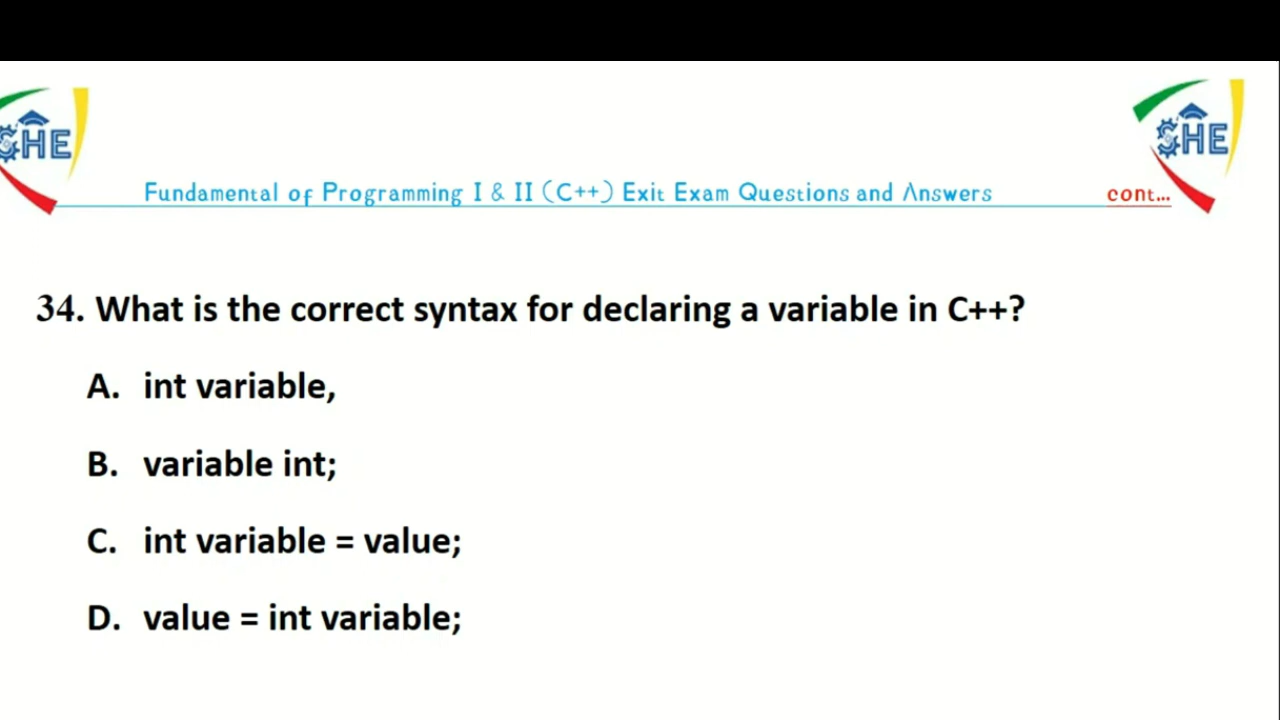 SHE
SHE
Fundamental of Programming I & II (C++) Exit Exam Questions and Answers cont...
34. What is the correct syntax for declaring a variable in C++?
A. int variable,
B. variable int;
C. int variable = value;
D. value = int variable;